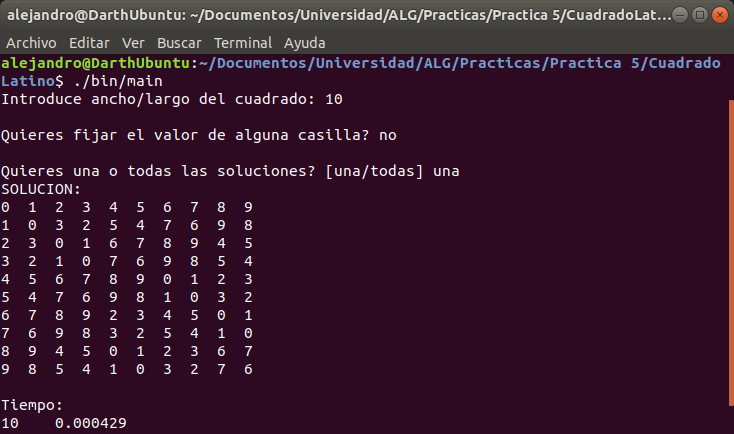 alejandro@DarthUbuntu: ~/Documentos/Universidad/ALG/Practicas/Practica 5/CuadradoLat...
Archivo Editar Ver Buscar Terminal Ayuda
alejandro@DarthUbuntu:~/Documentos/Universidad/ALG/Practicas/Practica 5/Cuadrado
Latino$ ./bin/main
Introduce ancho/largo del cuadrado: 10
Quieres fijar el valor de alguna casilla? no
Quieres una o todas las soluciones? [una/todas] una
SOLUCION:
0 1 2 3 4 5 6 7 8 9
1 0 3 2 5 4 7 6 9 8
2 3 0 1 6 7 8 9 4 5
3 2 1 0 7 6 9 8 5 4
4 5 6 7 8 9 0 1 2 3
5 4 7 6 9 8 1 0 3 2
6 7 8 9 2 3 4 5 0 1
7 6 9 8 3 2 5 4 1 0
8 9 4 5 0 1 2 3 6 7
9 8 5 4 1 0 3 2 7 6
Tiempo:
10 0.000429